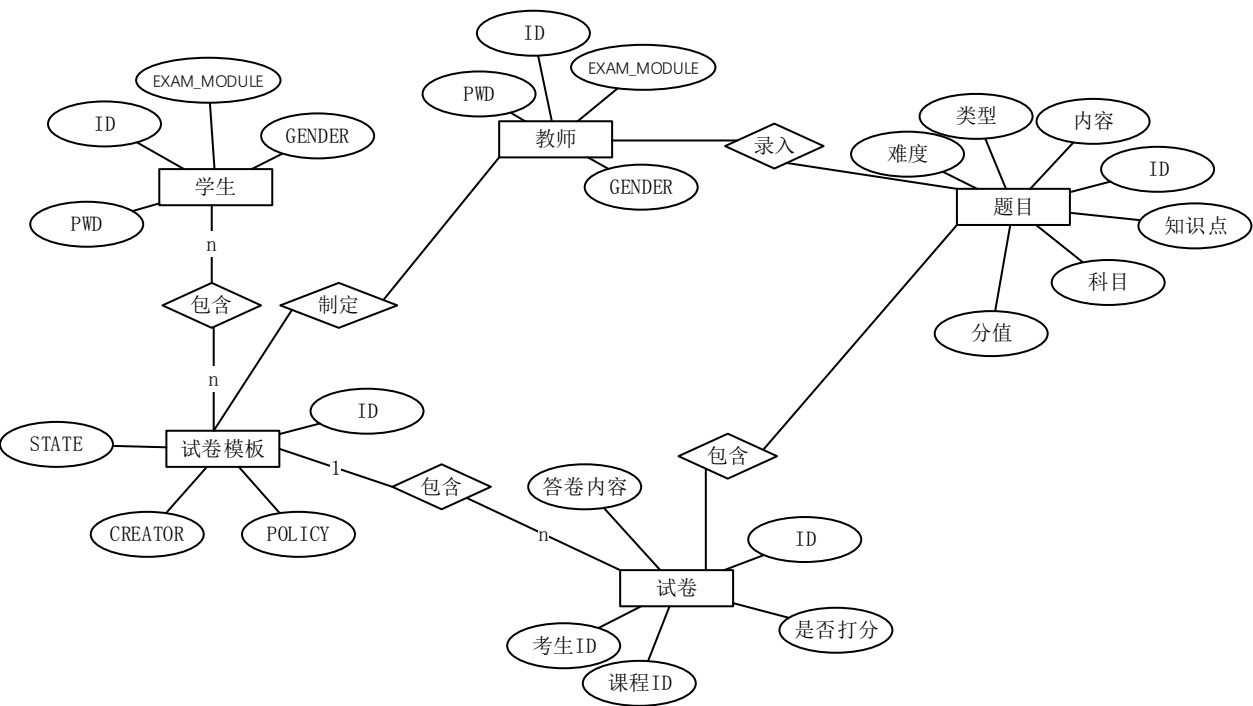 ID
EXAM_MODULE
PWD
教师
GENDER
EXAM_MODULE
ID
GENDER
学生
PWD
录入
类型
内容
难度
ID
题目
知识点
科目
分值
n
包含
n
制定
ID
STATE
试卷模板
CREATOR
POLICY
1
包含
n
包含
答卷内容
ID
试卷
是否打分
考生ID
课程ID